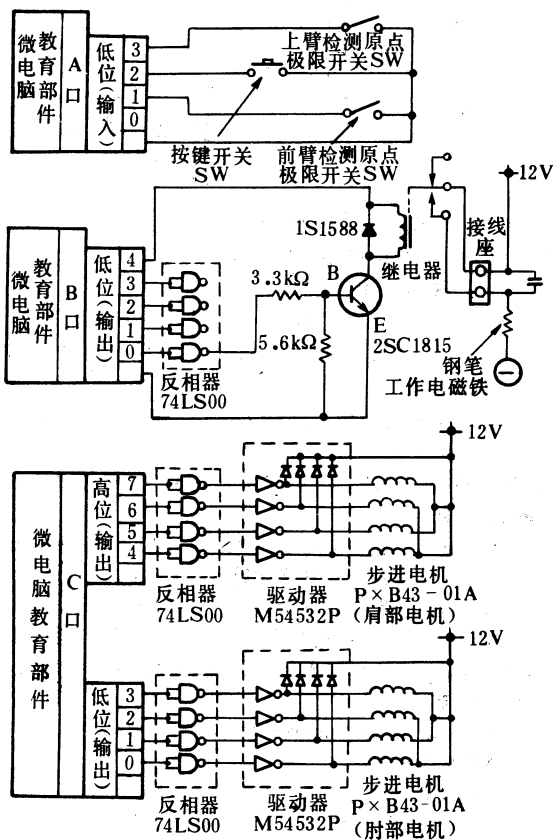 微电脑
教育部件
A口
低位(输入)
3
2
1
0
上臂检测原点
极限开关SW
按键开关
SW
前臂检测原点
极限开关SW
12V
微电脑
教育部件
B口
低位(输出)
4
3
2
1
0
反相器
74LS00
3.3kΩ
5.6kΩ
1S1588
B
E
2SC1815
继电器
接线
座
钢笔
工作电磁铁
12V
微电脑教育部件
C口
高位(输出)
7
6
5
4
反相器
74LS00
驱动器
M54532P
步进电机
P×B43-01A
(肩部电机)
12V
低位(输出)
3
2
1
0
反相器
74LS00
驱动器
M54532P
步进电机
P×B43-01A
(肘部电机)